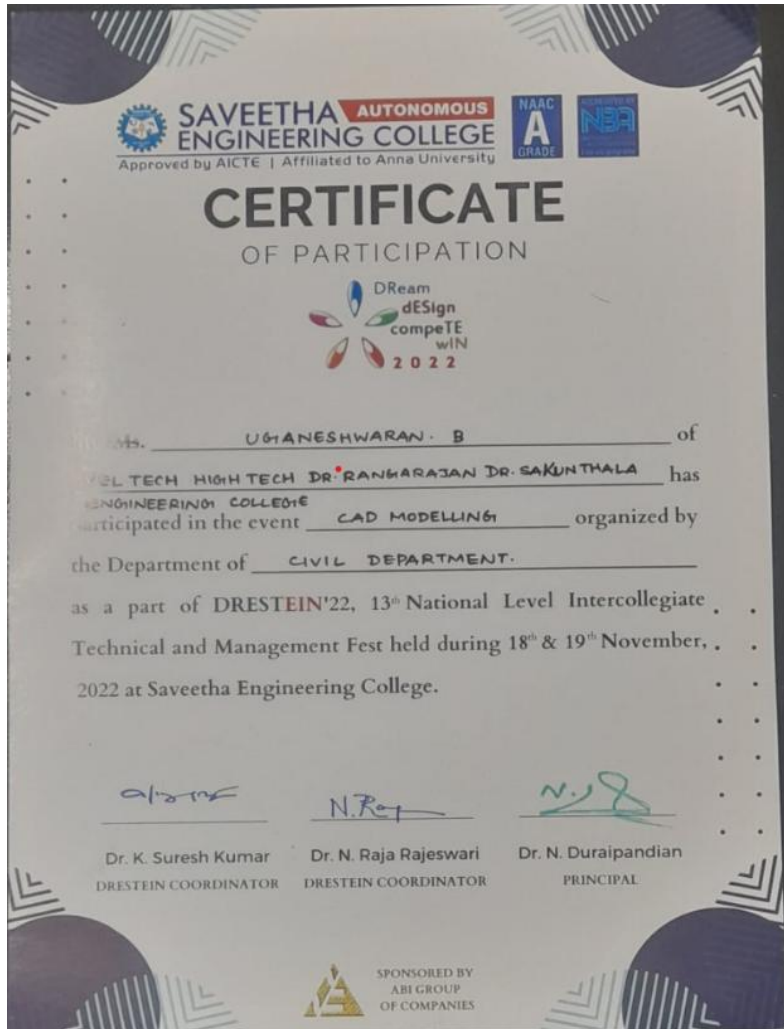 SAVEETHA AUTONOMOUS
ENGINEERING COLLEGE
Approved by AICTE | Affiliated to Anna University
NAAC
A
GRADE
NBA
CERTIFICATE
OF PARTICIPATION
DReam
dESIgn
compeTE
wIN
2022
UGANESHWARAN. B of
TECH HIGH TECH DR. RANGARAJAN DR. SAKUNTHALA has
ENGINEERING COLLEGE
participated in the event CAD MODELLING organized by
the Department of CIVIL DEPARTMENT.
as a part of DRESTEIN'22, 13th National Level Intercollegiate
Technical and Management Fest held during 18th & 19th November,
2022 at Saveetha Engineering College.
N. Raj
Dr. K. Suresh Kumar Dr. N. Raja Rajeswari Dr. N. Duraipandian
DRESTEIN COORDINATOR DRESTEIN COORDINATOR PRINCIPAL
SPONSORED BY
ABI GROUP
OF COMPANIES